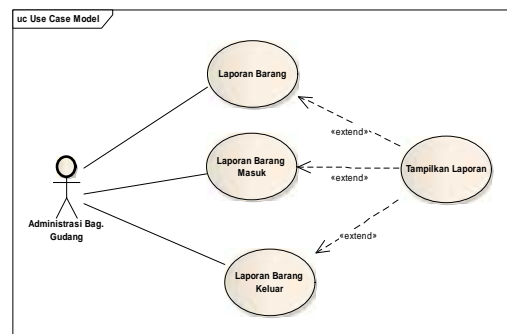 uc Use Case Model
Laporan Barang
«extend»
Laporan Barang
Masuk
«extend»
Tampilkan Laporan
Administrasi Bag.
Gudang
«extend»
Laporan Barang
Keluar